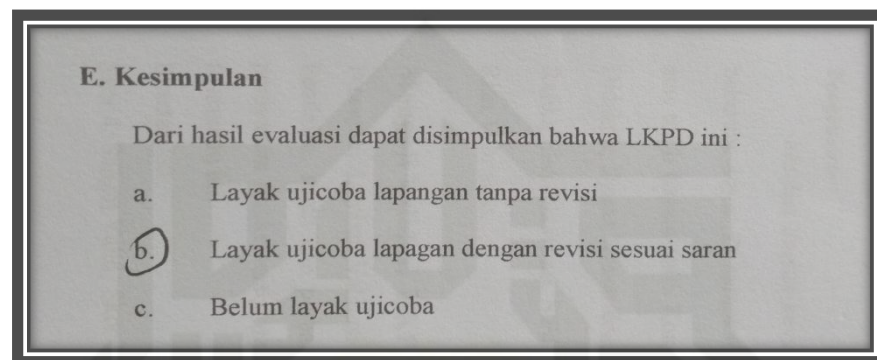 E. Kesimpulan
Dari hasil evaluasi dapat disimpulkan bahwa LKPD ini :
a. Layak ujicoba lapangan tanpa revisi
b. Layak ujicoba lapagan dengan revisi sesuai saran
c. Belum layak ujicoba